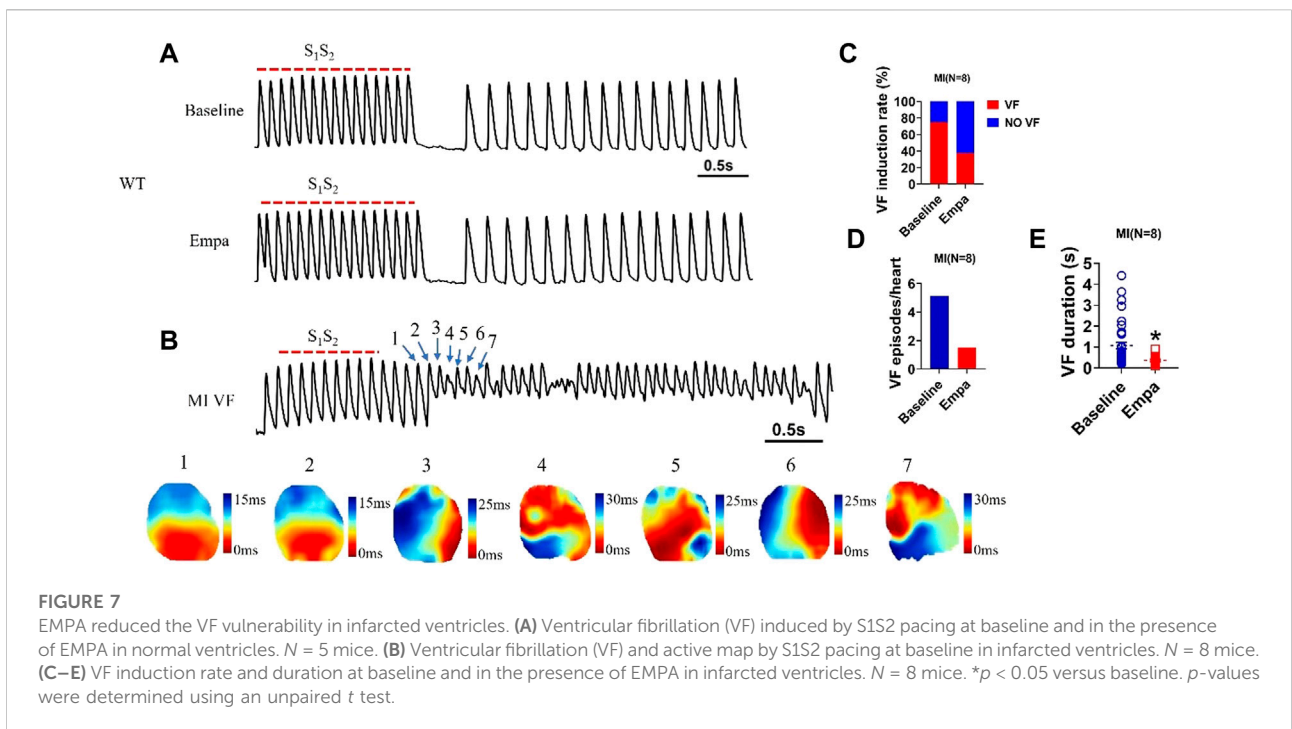 A
S1S2
Baseline
0.5s
WT
S1S2
Empa
B
S1S2
1 2 3 4 5 6 7
MI VF
0.5s
1 2 3 4 5 6 7
15ms 15ms 25ms 30ms 25ms 25ms 30ms
0ms 0ms 0ms 0ms 0ms 0ms 0ms
C
MI(N=8)
VF induction rate (%)
100
80
60
40
20
0
Baseline
Empa
VF
NO VF
D
MI(N=8)
VF episodes/heart
6
4
2
0
Baseline
Empa
E
MI(N=8)
VF duration (s)
5
4
3
2
1
0
*
Baseline
Empa
FIGURE 7
EMPA reduced the VF vulnerability in infarcted ventricles. (A) Ventricular fibrillation (VF) induced by S1S2 pacing at baseline and in the presence
of EMPA in normal ventricles. N = 5 mice. (B) Ventricular fibrillation (VF) and active map by S1S2 pacing at baseline in infarcted ventricles. N = 8 mice.
(C–E) VF induction rate and duration at baseline and in the presence of EMPA in infarcted ventricles. N = 8 mice. *p < 0.05 versus baseline. p-values
were determined using an unpaired t test.